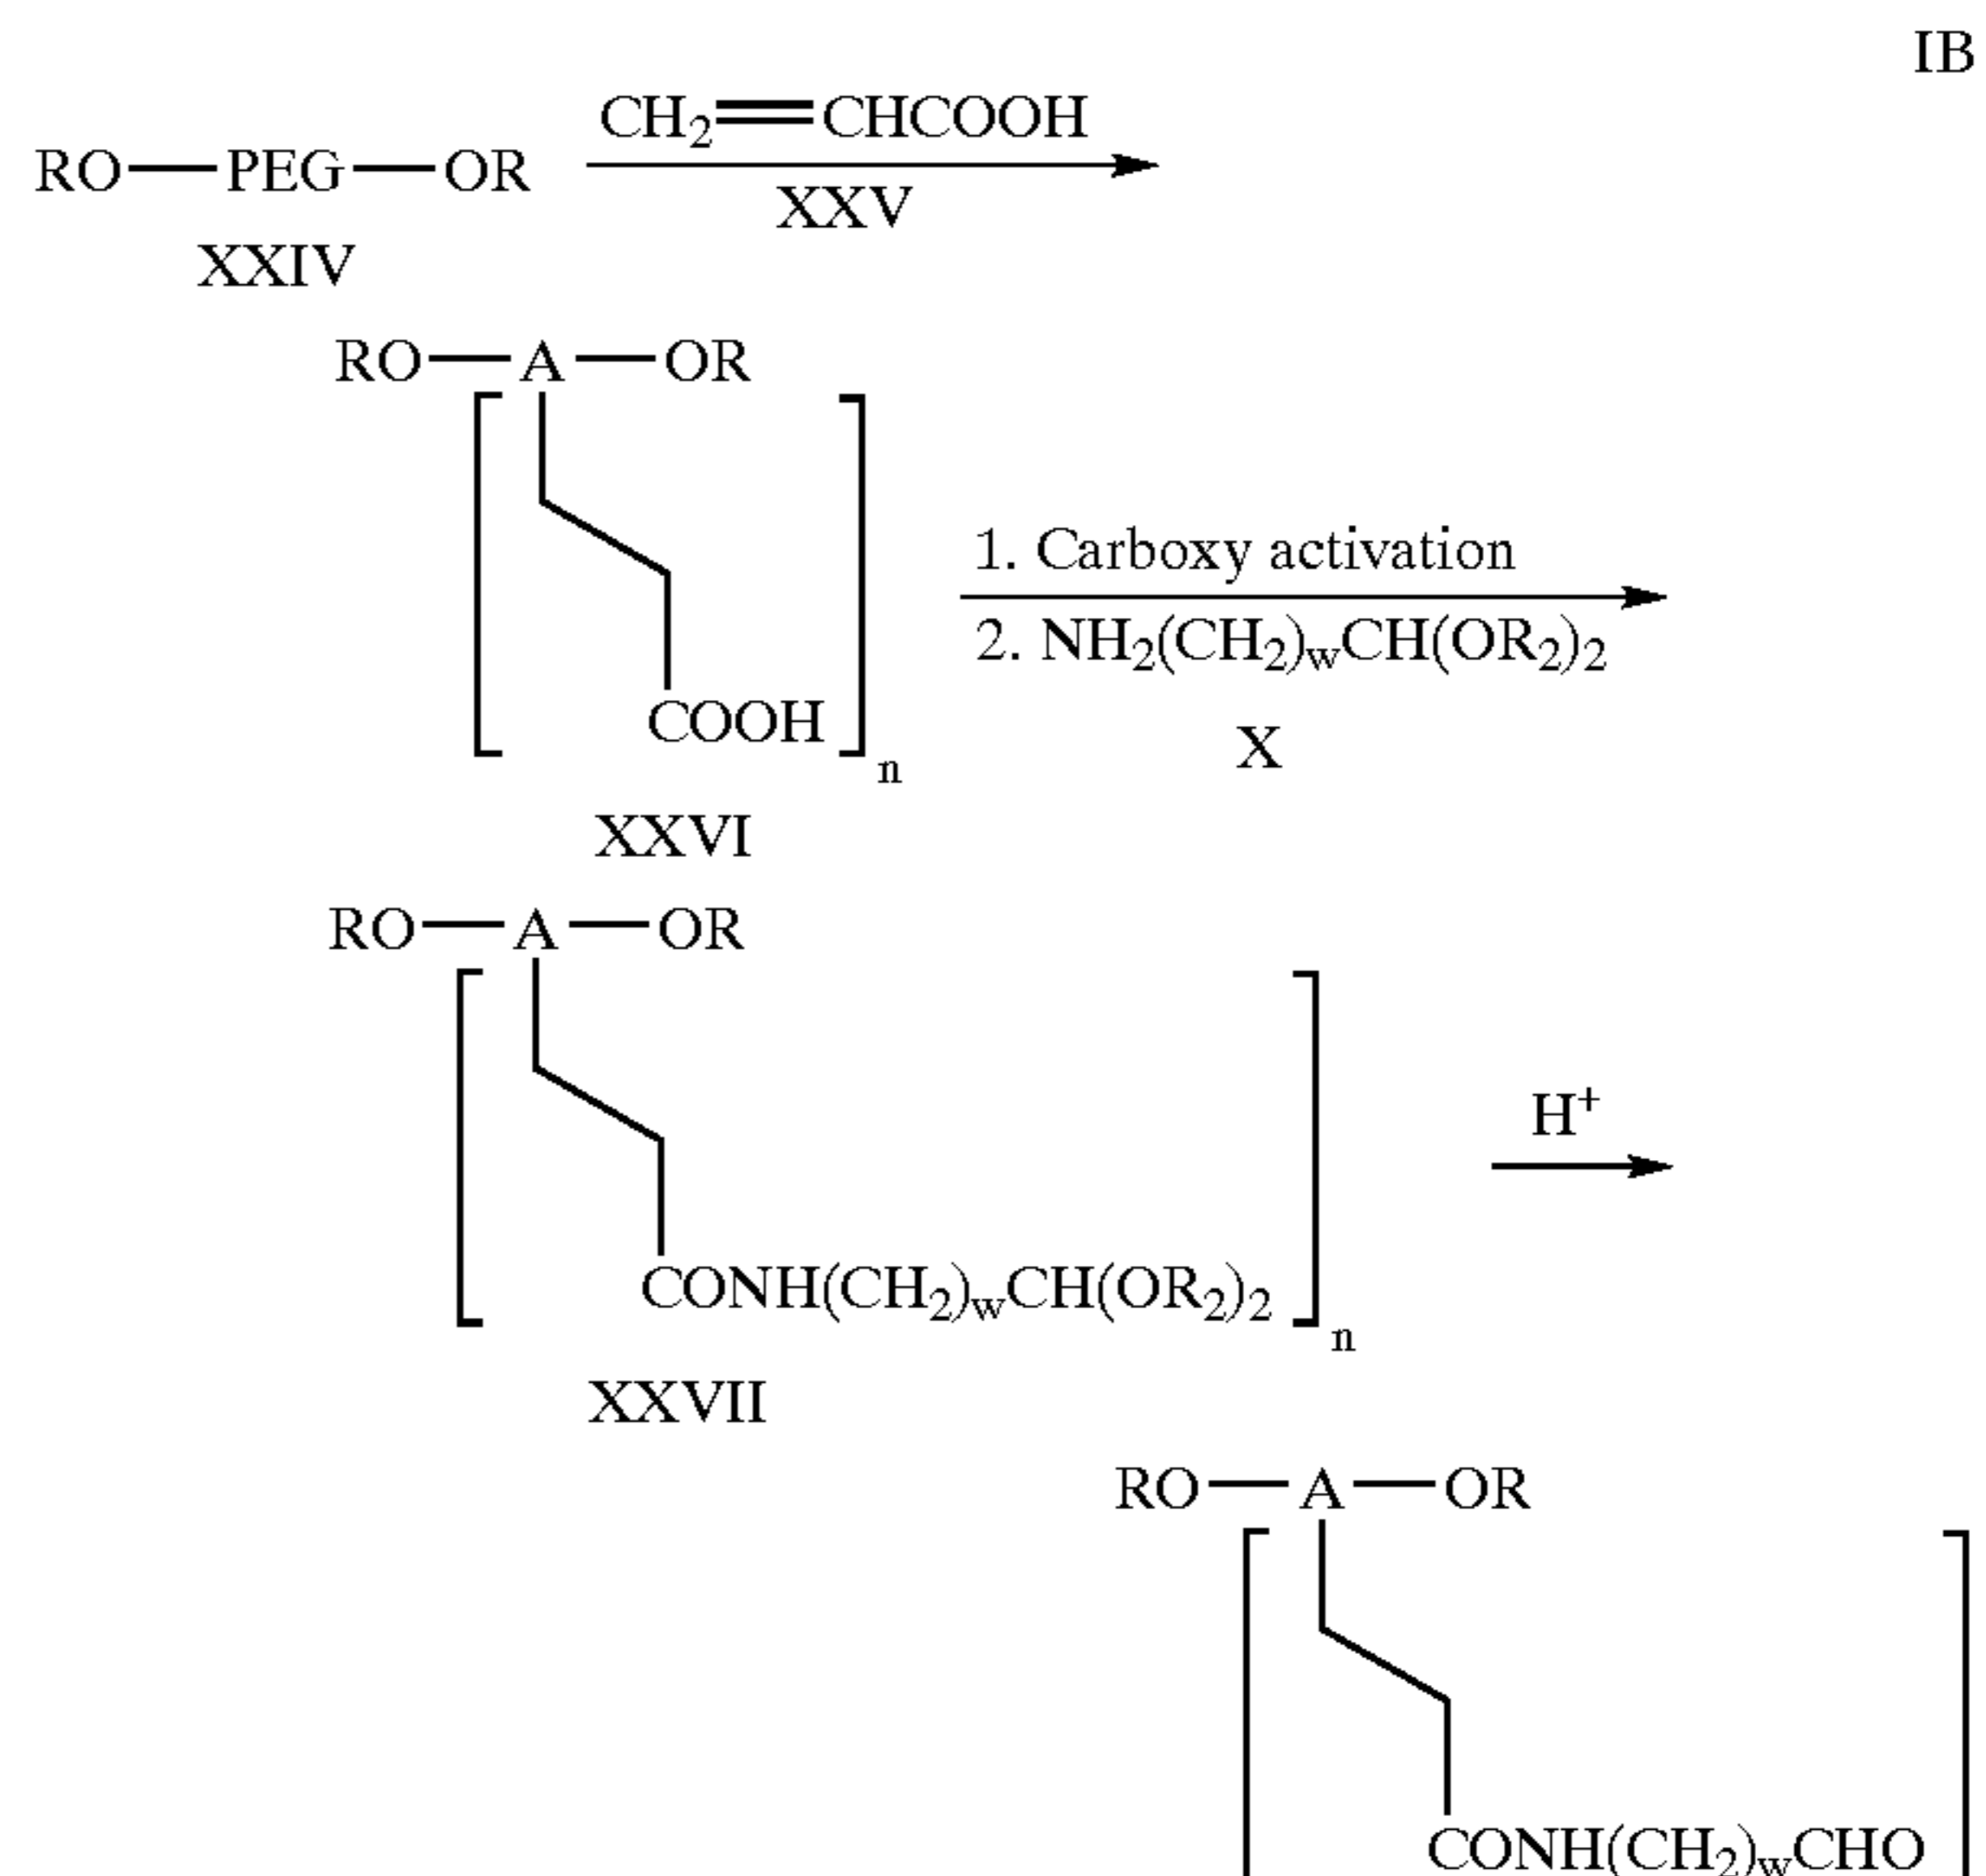 IB
RO—PEG—OR
XXIV
CH₂=CHCOOH
XXV
RO—A—OR
COOH
n
XXVI
1. Carboxy activation
2. NH₂(CH₂)wCH(OR₂)₂
X
RO—A—OR
CONH(CH₂)wCH(OR₂)₂
n
XXVII
H⁺
RO—A—OR
CONH(CH₂)wCHO